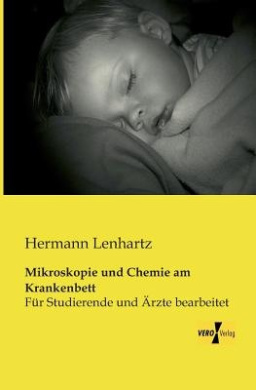 Hermann Lenhartz
Mikroskopie und Chemie am
Krankenbett
Für Studierende und Ärzte bearbeitet
VERO Verlag